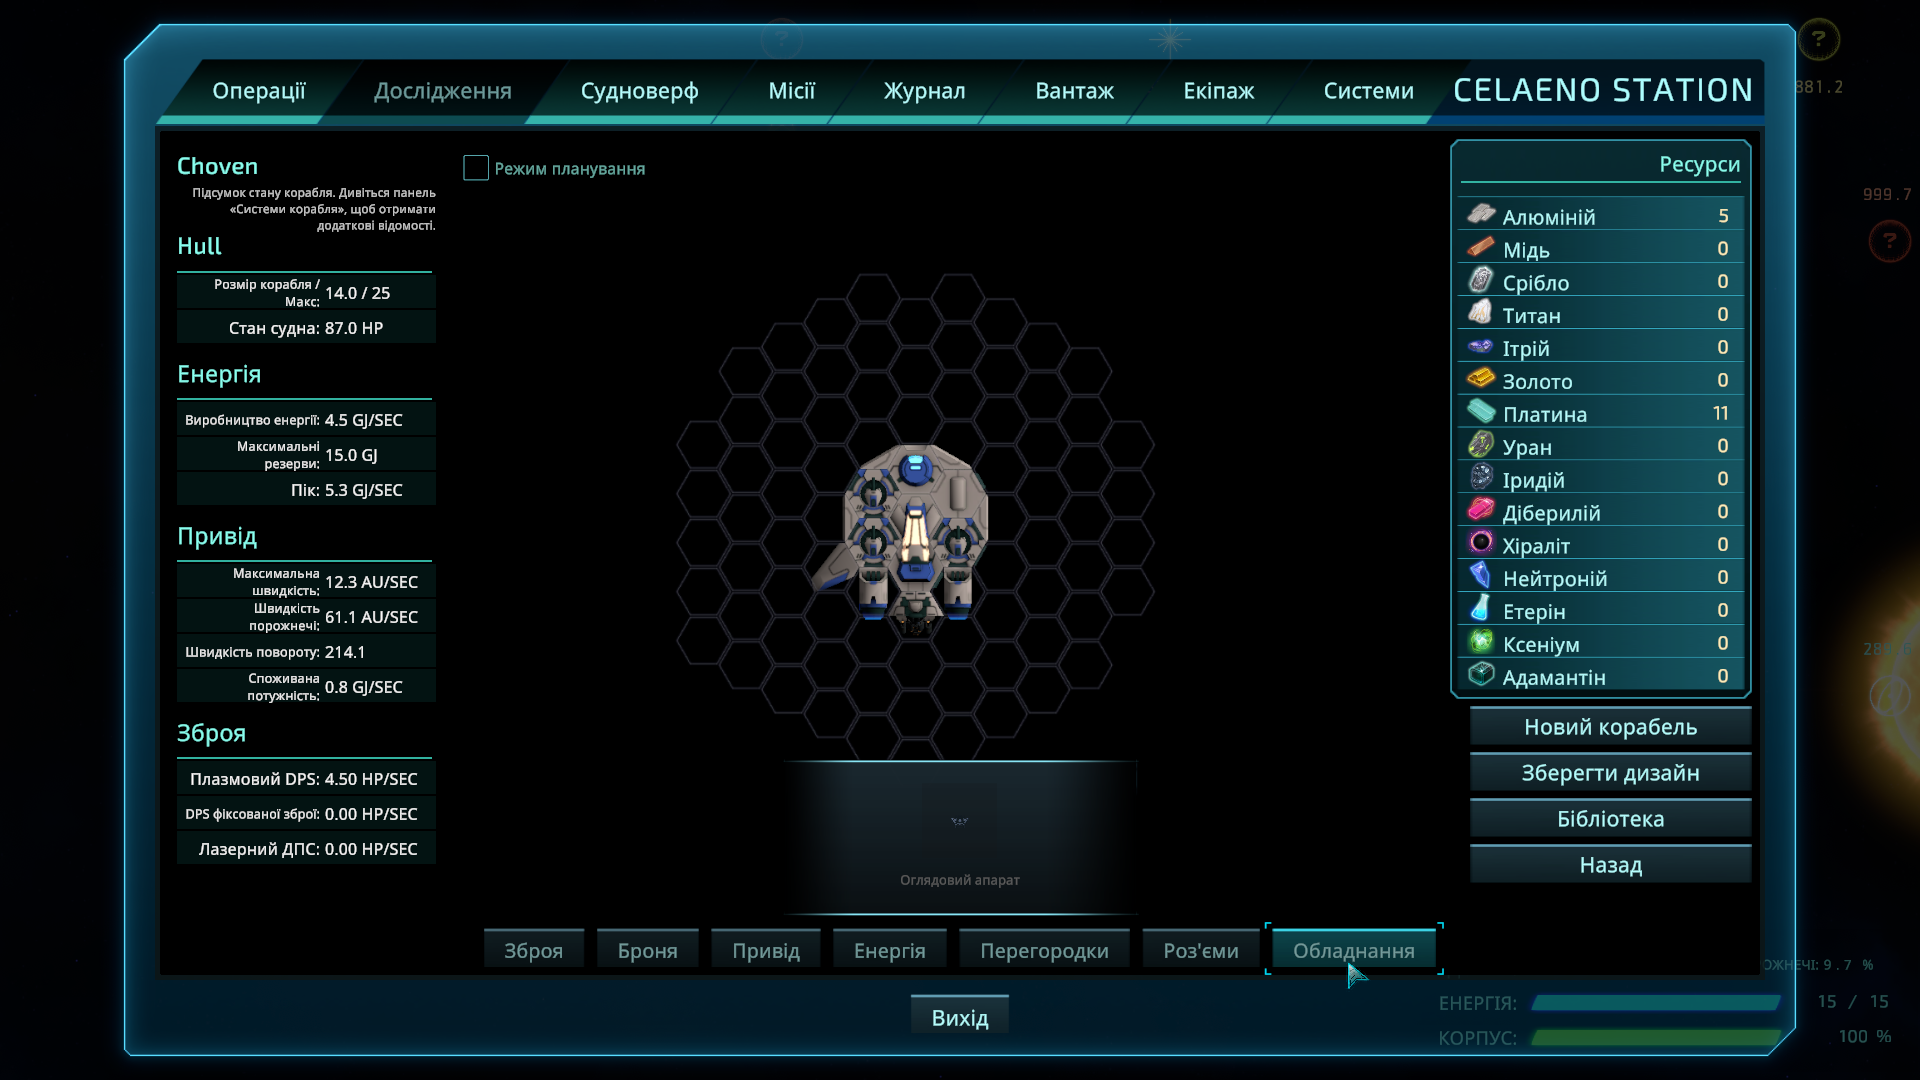 Операції
Дослідження
Судноверф
Місії
Журнал
Вантаж
Екіпаж
Системи
CELAENO STATION
?
881.2
Choven
Підсумок стану корабля. Дивіться панель
«Системи корабля», щоб отримати
додаткові відомості.
Hull
Розмір корабля /
Макс: 14.0 / 25
Стан судна: 87.0 HP
Енергія
Виробництво енергії: 4.5 GJ/SEC
Максимальні
резерви: 15.0 GJ
Пік: 5.3 GJ/SEC
Привід
Максимальна
швидкість: 12.3 AU/SEC
Швидкість
порожнечі: 61.1 AU/SEC
Швидкість повороту: 214.1
Споживана
потужність: 0.8 GJ/SEC
Зброя
Плазмовий DPS: 4.50 HP/SEC
DPS фіксованої зброї: 0.00 HP/SEC
Лазерний ДПС: 0.00 HP/SEC
Режим планування
Оглядовий апарат
Зброя
Броня
Привід
Енергія
Перегородки
Роз'єми
Обладнання
Вихід
Ресурси
Алюміній 5
Мідь 0
Срібло 0
Титан 0
Ітрій 0
Золото 0
Платина 11
Уран 0
Іридій 0
Діберилій 0
Хіраліт 0
Нейтроній 0
Етерін 0
Ксеніум 0
Адамантін 0
Новий корабель
Зберегти дизайн
Бібліотека
Назад
999.7
?
9.7 %
ЕНЕРГІЯ: 15 / 15
КОРПУС: 100 %